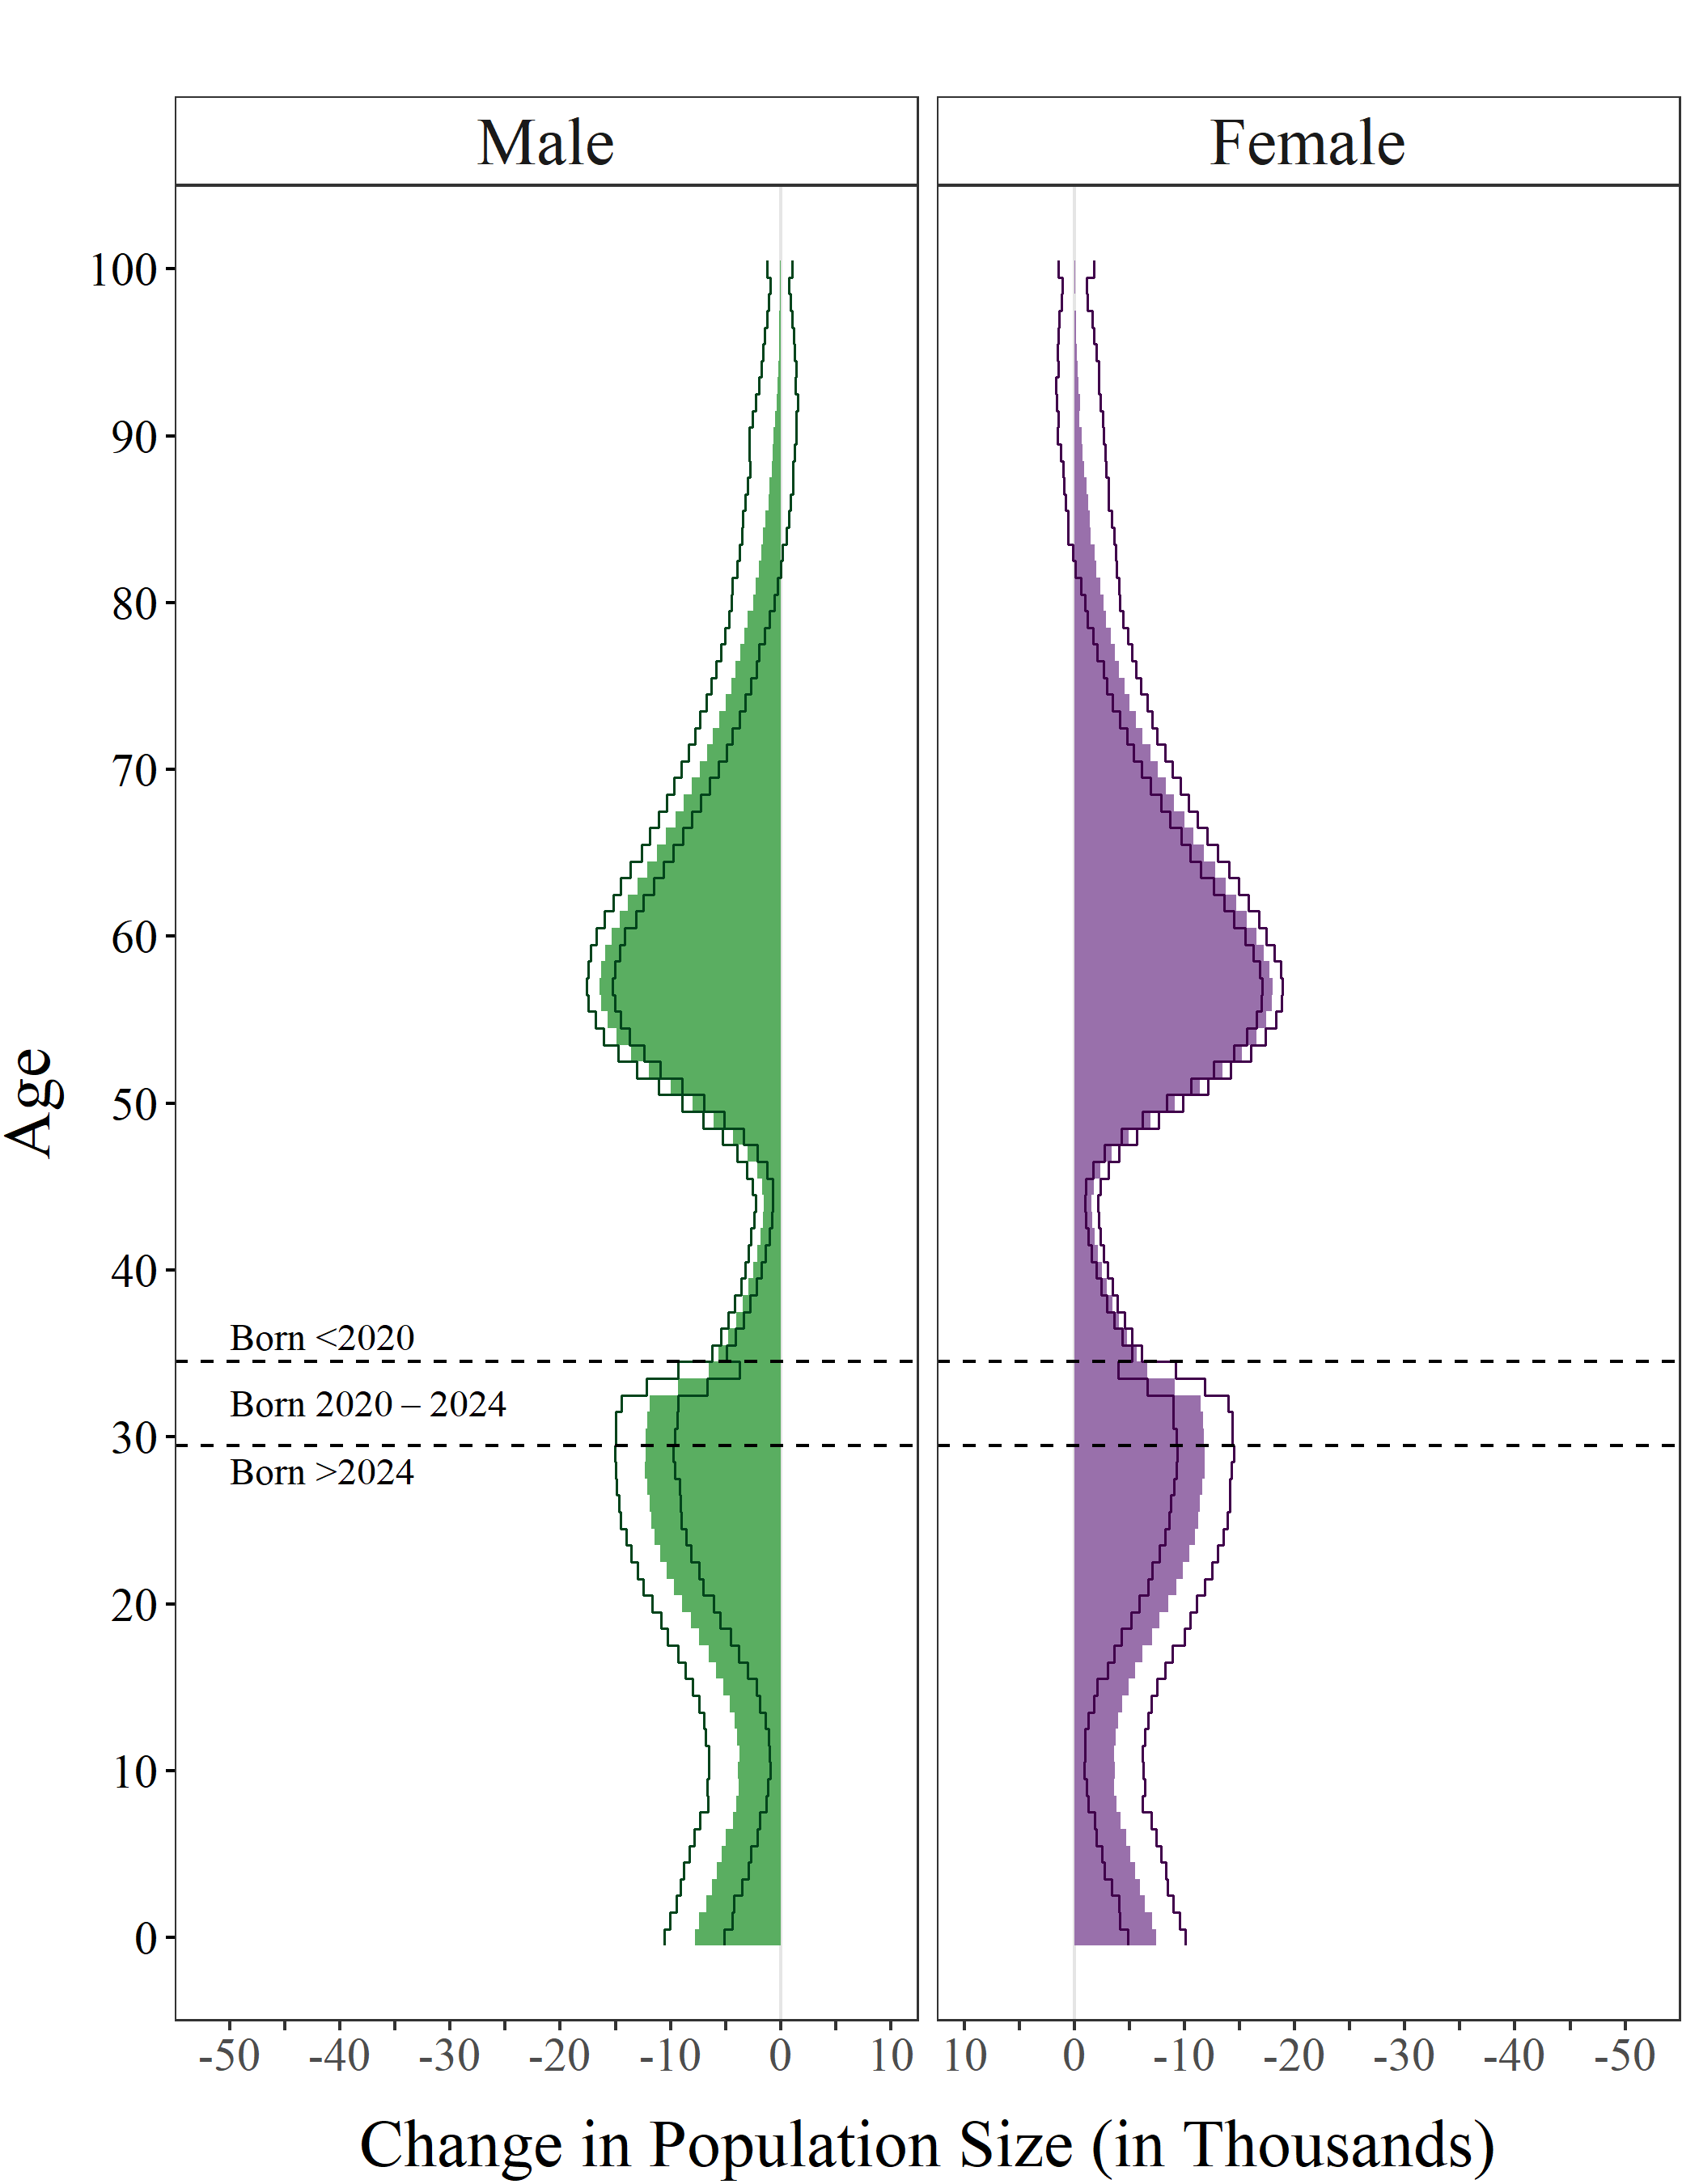 Male
Female
Age
100
90
80
70
60
50
40
30
20
10
0
Born <2020
Born 2020 – 2024
Born >2024
-50 -40 -30 -20 -10 0 10
10 0 -10 -20 -30 -40 -50
Change in Population Size (in Thousands)